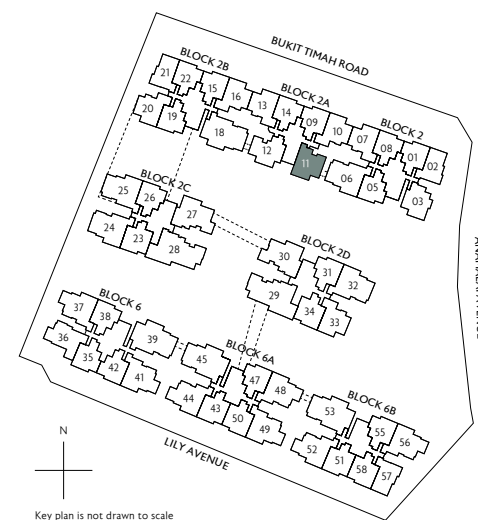 BUKIT TIMAH ROAD
BLOCK 2B
21 22 15 16
BLOCK 2A
13 14 09 10
BLOCK 2
07 08 01 02
20 19 18 12 11 06 05 03
BLOCK 2C
25 26 27
24 23 28
BLOCK 2D
30 31 32
29 34 33
BLOCK 6
37 38 39
36 35 42 41
BLOCK 6A
45 47 48
44 43 50 49
BLOCK 6B
53 55 56
52 51 58 57
LILY AVENUE
N
Key plan is not drawn to scale